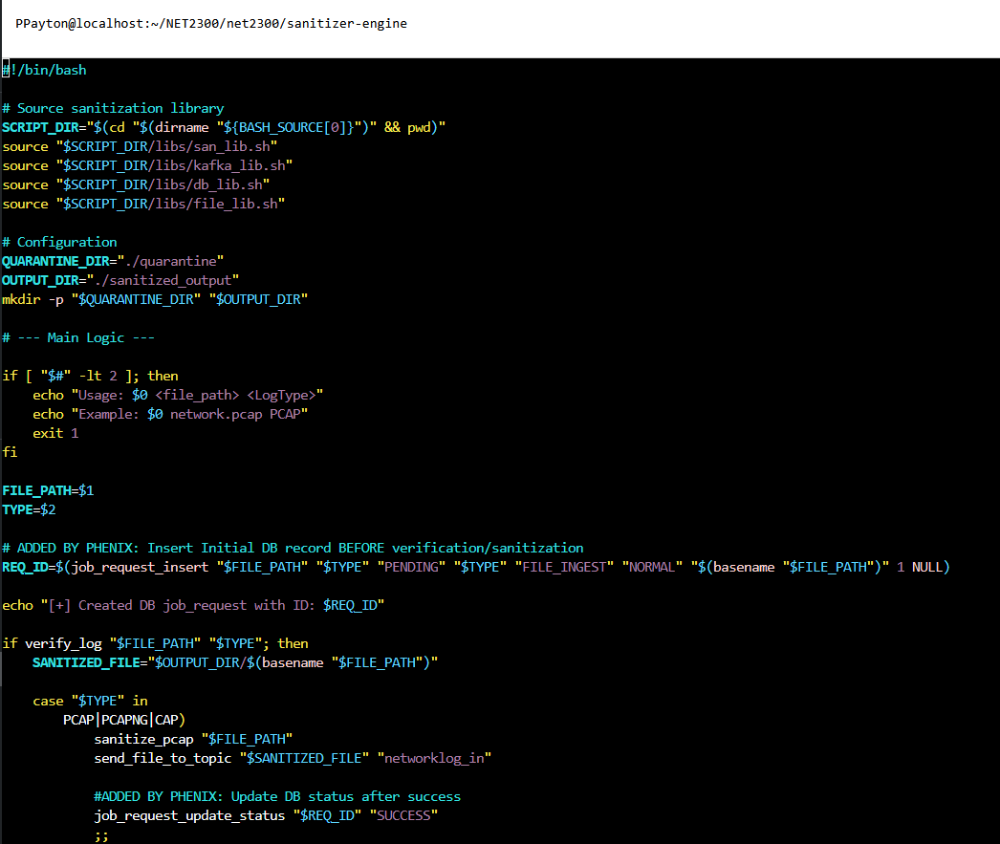 PPayton@localhost:~/NET2300/net2300/sanitizer-engine
#!/bin/bash
# Source sanitization library
SCRIPT_DIR="$(cd "$(dirname "${BASH_SOURCE[0]}")" && pwd)"
source "$SCRIPT_DIR/libs/san_lib.sh"
source "$SCRIPT_DIR/libs/kafka_lib.sh"
source "$SCRIPT_DIR/libs/db_lib.sh"
source "$SCRIPT_DIR/libs/file_lib.sh"
# Configuration
QUARANTINE_DIR="./quarantine"
OUTPUT_DIR="./sanitized_output"
mkdir -p "$QUARANTINE_DIR" "$OUTPUT_DIR"
# --- Main Logic ---
if [ "$#" -lt 2 ]; then
    echo "Usage: $0 <file_path> <LogType>"
    echo "Example: $0 network.pcap PCAP"
    exit 1
fi
FILE_PATH=$1
TYPE=$2
# ADDED BY PHENIX: Insert Initial DB record BEFORE verification/sanitization
REQ_ID=$(job_request_insert "$FILE_PATH" "$TYPE" "PENDING" "$TYPE" "FILE_INGEST" "NORMAL" "$(basename "$FILE_PATH")" 1 NULL)
echo "[+] Created DB job_request with ID: $REQ_ID"
if verify_log "$FILE_PATH" "$TYPE"; then
    SANITIZED_FILE="$OUTPUT_DIR/$(basename "$FILE_PATH")"
    case "$TYPE" in
        PCAP|PCAPNG|CAP)
            sanitize_pcap "$FILE_PATH"
            send_file_to_topic "$SANITIZED_FILE" "networklog_in"
            #ADDED BY PHENIX: Update DB status after success
            job_request_update_status "$REQ_ID" "SUCCESS"
            ;;